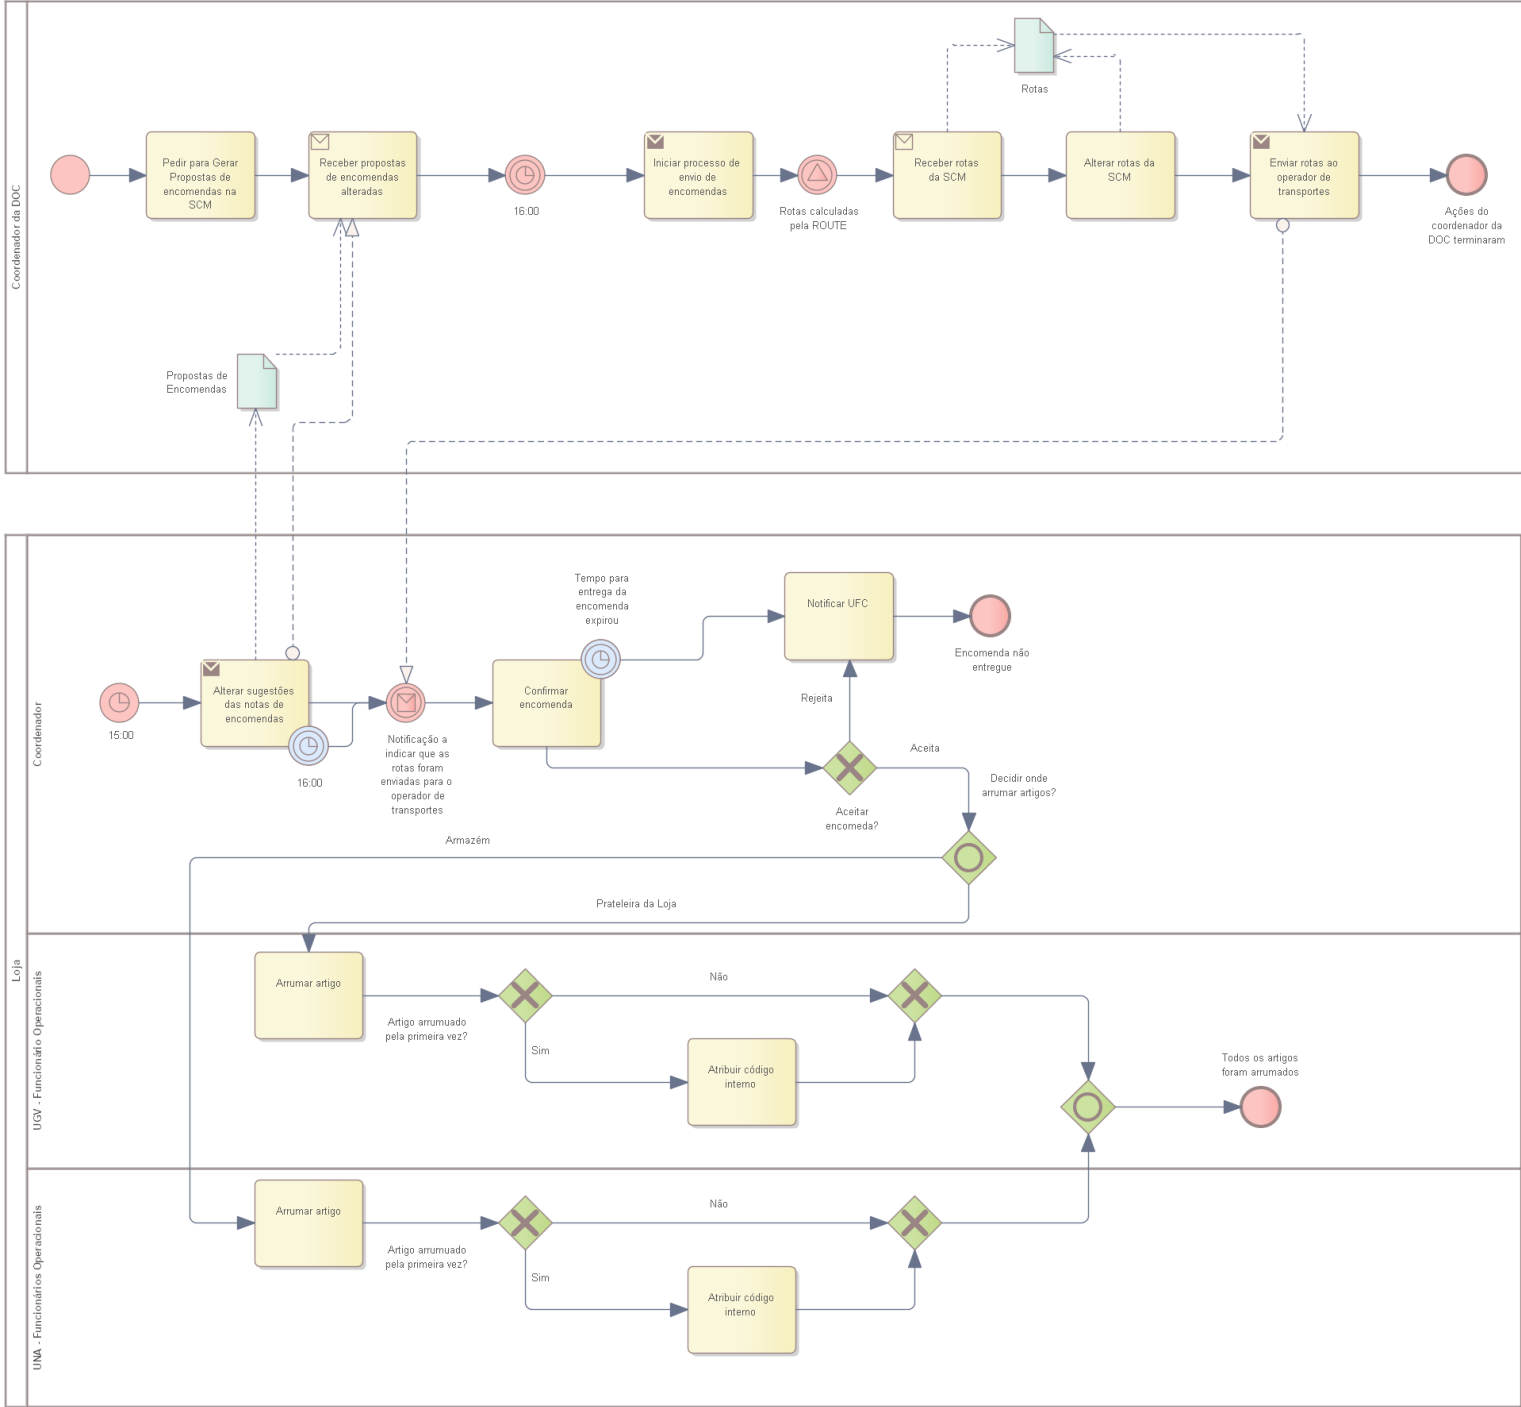 Coordenador da DOC
Pedir para Gerar
Propostas de
encomendas na
SCM
Receber propostas
de encomendas
alteradas
16:00
Iniciar processo de
envio de
encomendas
Rotas calculadas
pela ROUTE
Receber rotas
da SCM
Rotas
Alterar rotas da
SCM
Enviar rotas ao
operador de
transportes
Ações do
coordenador da
DOC terminaram
Propostas de
Encomendas
Loja
Coordenador
15:00
Alterar sugestões
das notas de
encomendas
16:00
Notificação a
indicar que as
rotas foram
enviadas para o
operador de
transportes
Confirmar
encomenda
Tempo para
entrega da
encomenda
expirou
Notificar UFC
Encomenda não
entregue
Rejeita
Aceita
Aceitar
encomeda?
Decidir onde
arrumar artigos?
Armazém
Prateleira da Loja
UGV - Funcionário Operacionais
Arrumar artigo
Artigo arrumuado
pela primeira vez?
Não
Sim
Atribuir código
interno
Todos os artigos
foram arrumados
UNA - Funcionários Operacionais
Arrumar artigo
Artigo arrumuado
pela primeira vez?
Não
Sim
Atribuir código
interno